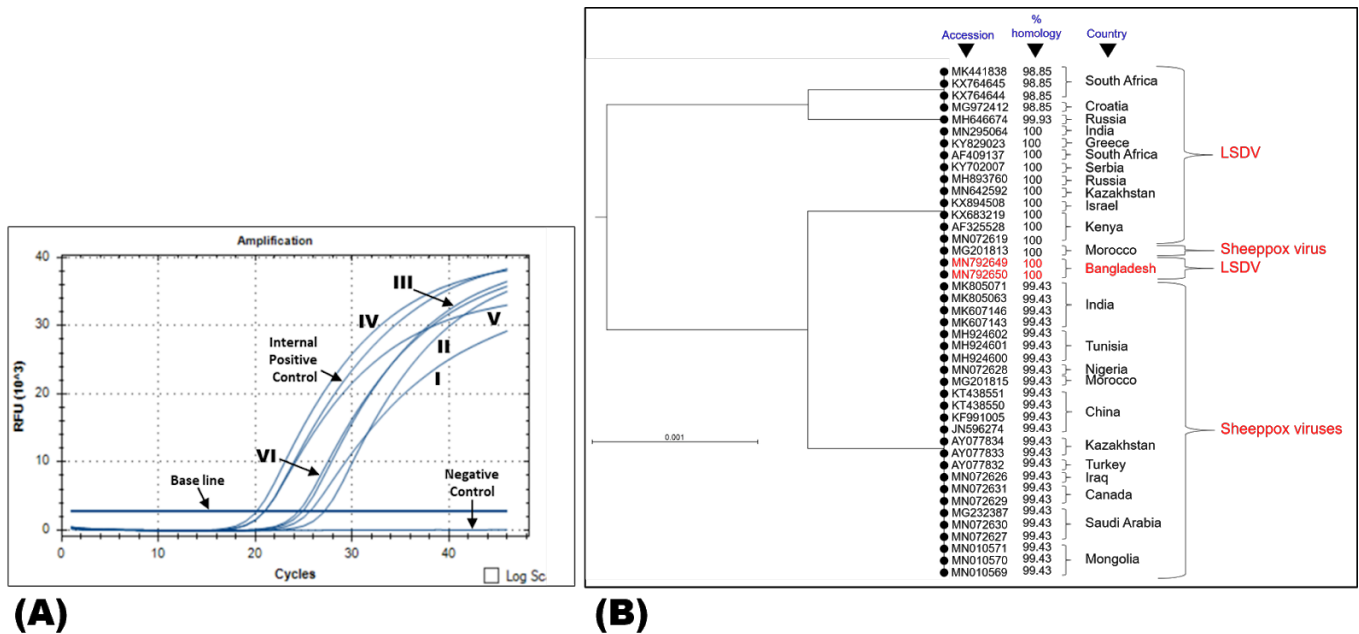 Amplification
40
30
20
10
0
RFU (10^3)
0
10
20
30
40
Cycles
Log Sc
III
IV
V
Internal
Positive
Control
II
I
VI
Base line
Negative
Control
(A)
Accession
%
homology
Country
MK441838 98.85
KX764645 98.85
KX764644 98.85
South Africa
MG972412 98.85 Croatia
MH646674 99.93 Russia
MN295064 100 India
KY829023 100 Greece
AF409137 100 South Africa
KY702007 100 Serbia
MH893760 100 Russia
MN642592 100 Kazakhstan
KX894508 100 Israel
KX683219 100
AF325528 100
MN072619 100
Kenya
LSDV
MG201813 100 Morocco Sheeppox virus
MN792649 100
MN792650 100
Bangladesh LSDV
MK805071 99.43
MK805063 99.43
MK607146 99.43
MK607143 99.43
India
MH924602 99.43
MH924601 99.43
MH924600 99.43
Tunisia
MN072628 99.43 Nigeria
MG201815 99.43 Morocco
KT438551 99.43
KT438550 99.43
KF991005 99.43
JN596274 99.43
China
AY077834 99.43
AY077833 99.43
Kazakhstan
AY077832 99.43 Turkey
MN072626 99.43 Iraq
MN072631 99.43
MN072629 99.43
Canada
MG232387 99.43
MN072630 99.43
MN072627 99.43
Saudi Arabia
MN010571 99.43
MN010570 99.43
MN010569 99.43
Mongolia
Sheeppox viruses
0.001
(B)